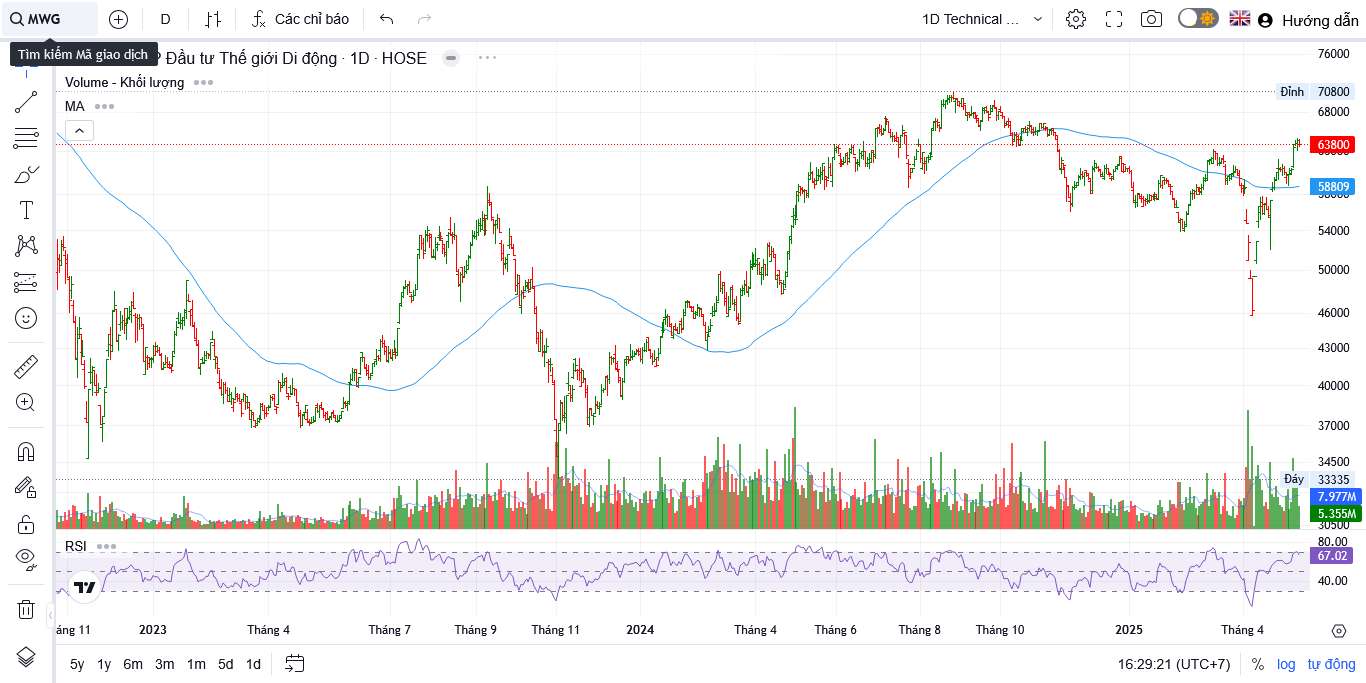 MWG
D
Các chỉ báo
1D Technical ...
Hướng dẫn
Tìm kiếm Mã giao dịch
Đầu tư Thế giới Di động · 1D · HOSE
Volume - Khối lượng
MA
76000
Đỉnh 70800
68000
63800
58809
58000
54000
50000
46000
43000
40000
37000
34500
Đáy 33335
7.977M
5.355M
30500
RSI
80.00
67.02
40.00
áng 11 2023 Tháng 4 Tháng 7 Tháng 9 Tháng 11 2024 Tháng 4 Tháng 6 Tháng 8 Tháng 10 2025 Tháng 4
5y 1y 6m 3m 1m 5d 1d
16:29:21 (UTC+7) % log tự động